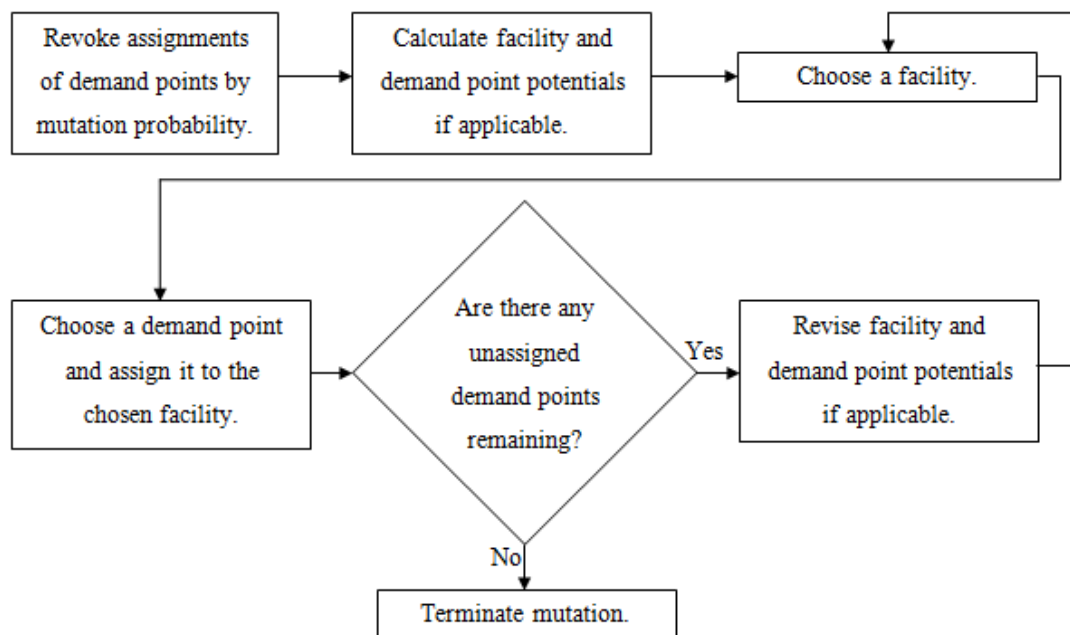 Revoke assignments
of demand points by
mutation probability.
Calculate facility and
demand point potentials
if applicable.
Choose a facility.
Choose a demand point
and assign it to the
chosen facility.
Are there any
unassigned
demand points
remaining?
Yes
Revise facility and
demand point potentials
if applicable.
No
Terminate mutation.